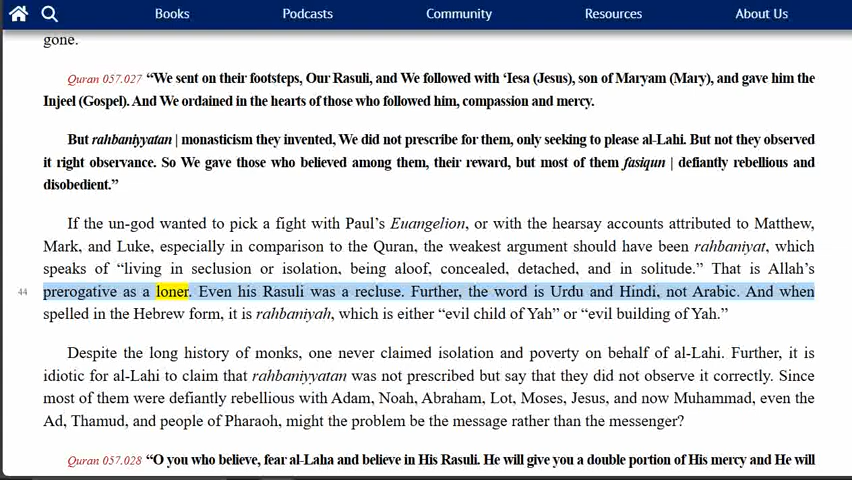 Books Podcasts Community Resources About Us
gone.
Quran 057.027 “We sent on their footsteps, Our Rasuli, and We followed with ‘Iesa (Jesus), son of Maryam (Mary), and gave him the
Injeel (Gospel). And We ordained in the hearts of those who followed him, compassion and mercy.
But rahbaniyyatan | monasticism they invented, We did not prescribe for them, only seeking to please al-Lahi. But not they observed
it right observance. So We gave those who believed among them, their reward, but most of them fasiqun | defiantly rebellious and
disobedient.”
If the un-god wanted to pick a fight with Paul’s Euangelion, or with the hearsay accounts attributed to Matthew,
Mark, and Luke, especially in comparison to the Quran, the weakest argument should have been rahbaniyat, which
speaks of “living in seclusion or isolation, being aloof, concealed, detached, and in solitude.” That is Allah’s
44 prerogative as a loner. Even his Rasuli was a recluse. Further, the word is Urdu and Hindi, not Arabic. And when
spelled in the Hebrew form, it is rahbaniyah, which is either “evil child of Yah” or “evil building of Yah.”
Despite the long history of monks, one never claimed isolation and poverty on behalf of al-Lahi. Further, it is
idiotic for al-Lahi to claim that rahbaniyyatan was not prescribed but say that they did not observe it correctly. Since
most of them were defiantly rebellious with Adam, Noah, Abraham, Lot, Moses, Jesus, and now Muhammad, even the
Ad, Thamud, and people of Pharaoh, might the problem be the message rather than the messenger?
Quran 057.028 “O you who believe, fear al-Laha and believe in His Rasuli. He will give you a double portion of His mercy and He will